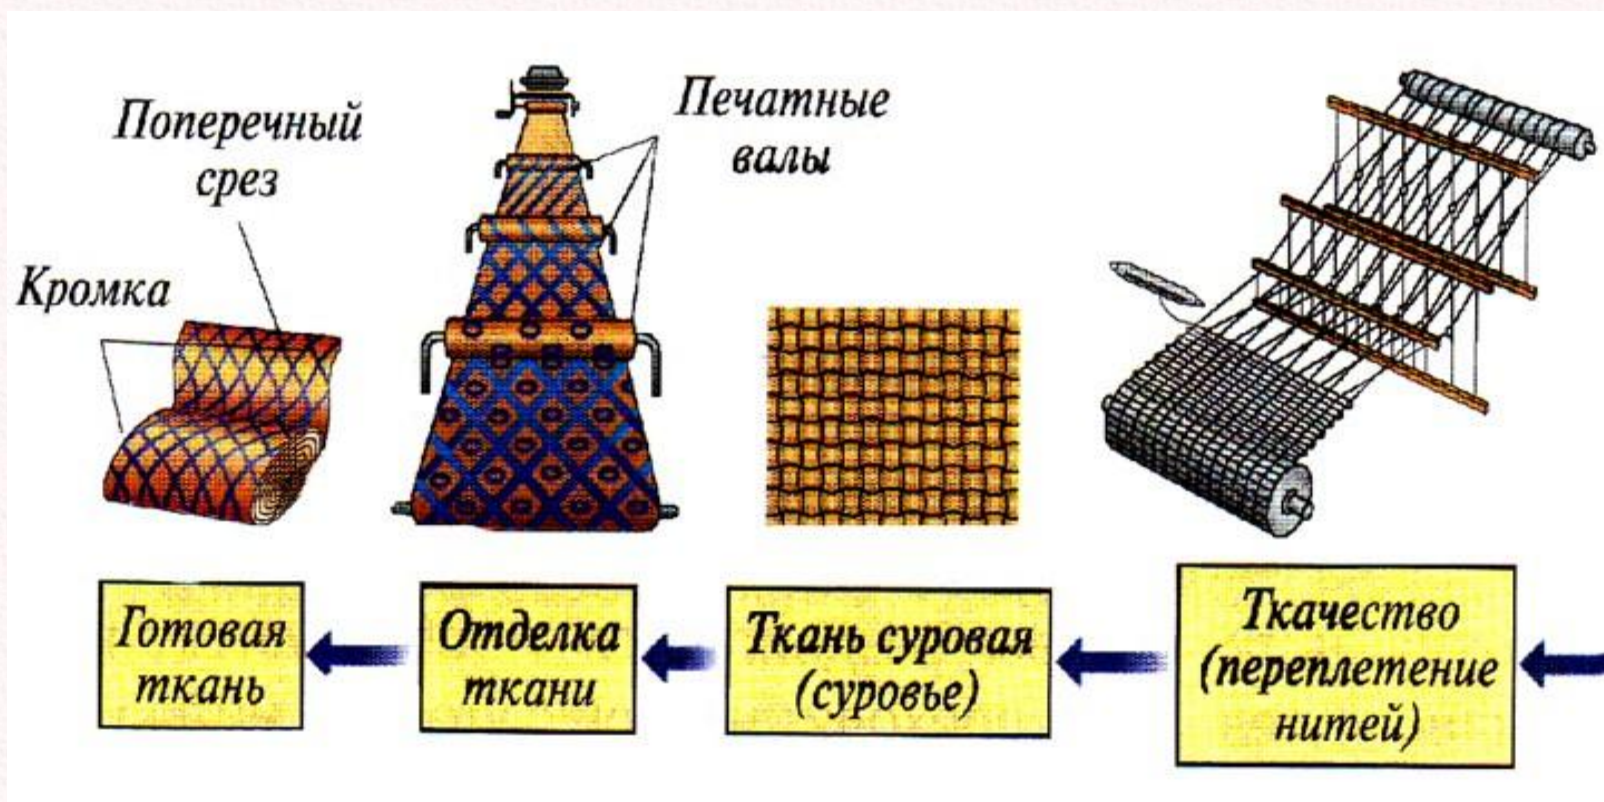 Поперечный
срез
Печатные
валы
Кромка
Готовая
ткань
Отделка
ткани
Ткань суровая
(суровье)
Ткачество
(переплетение
нитей)